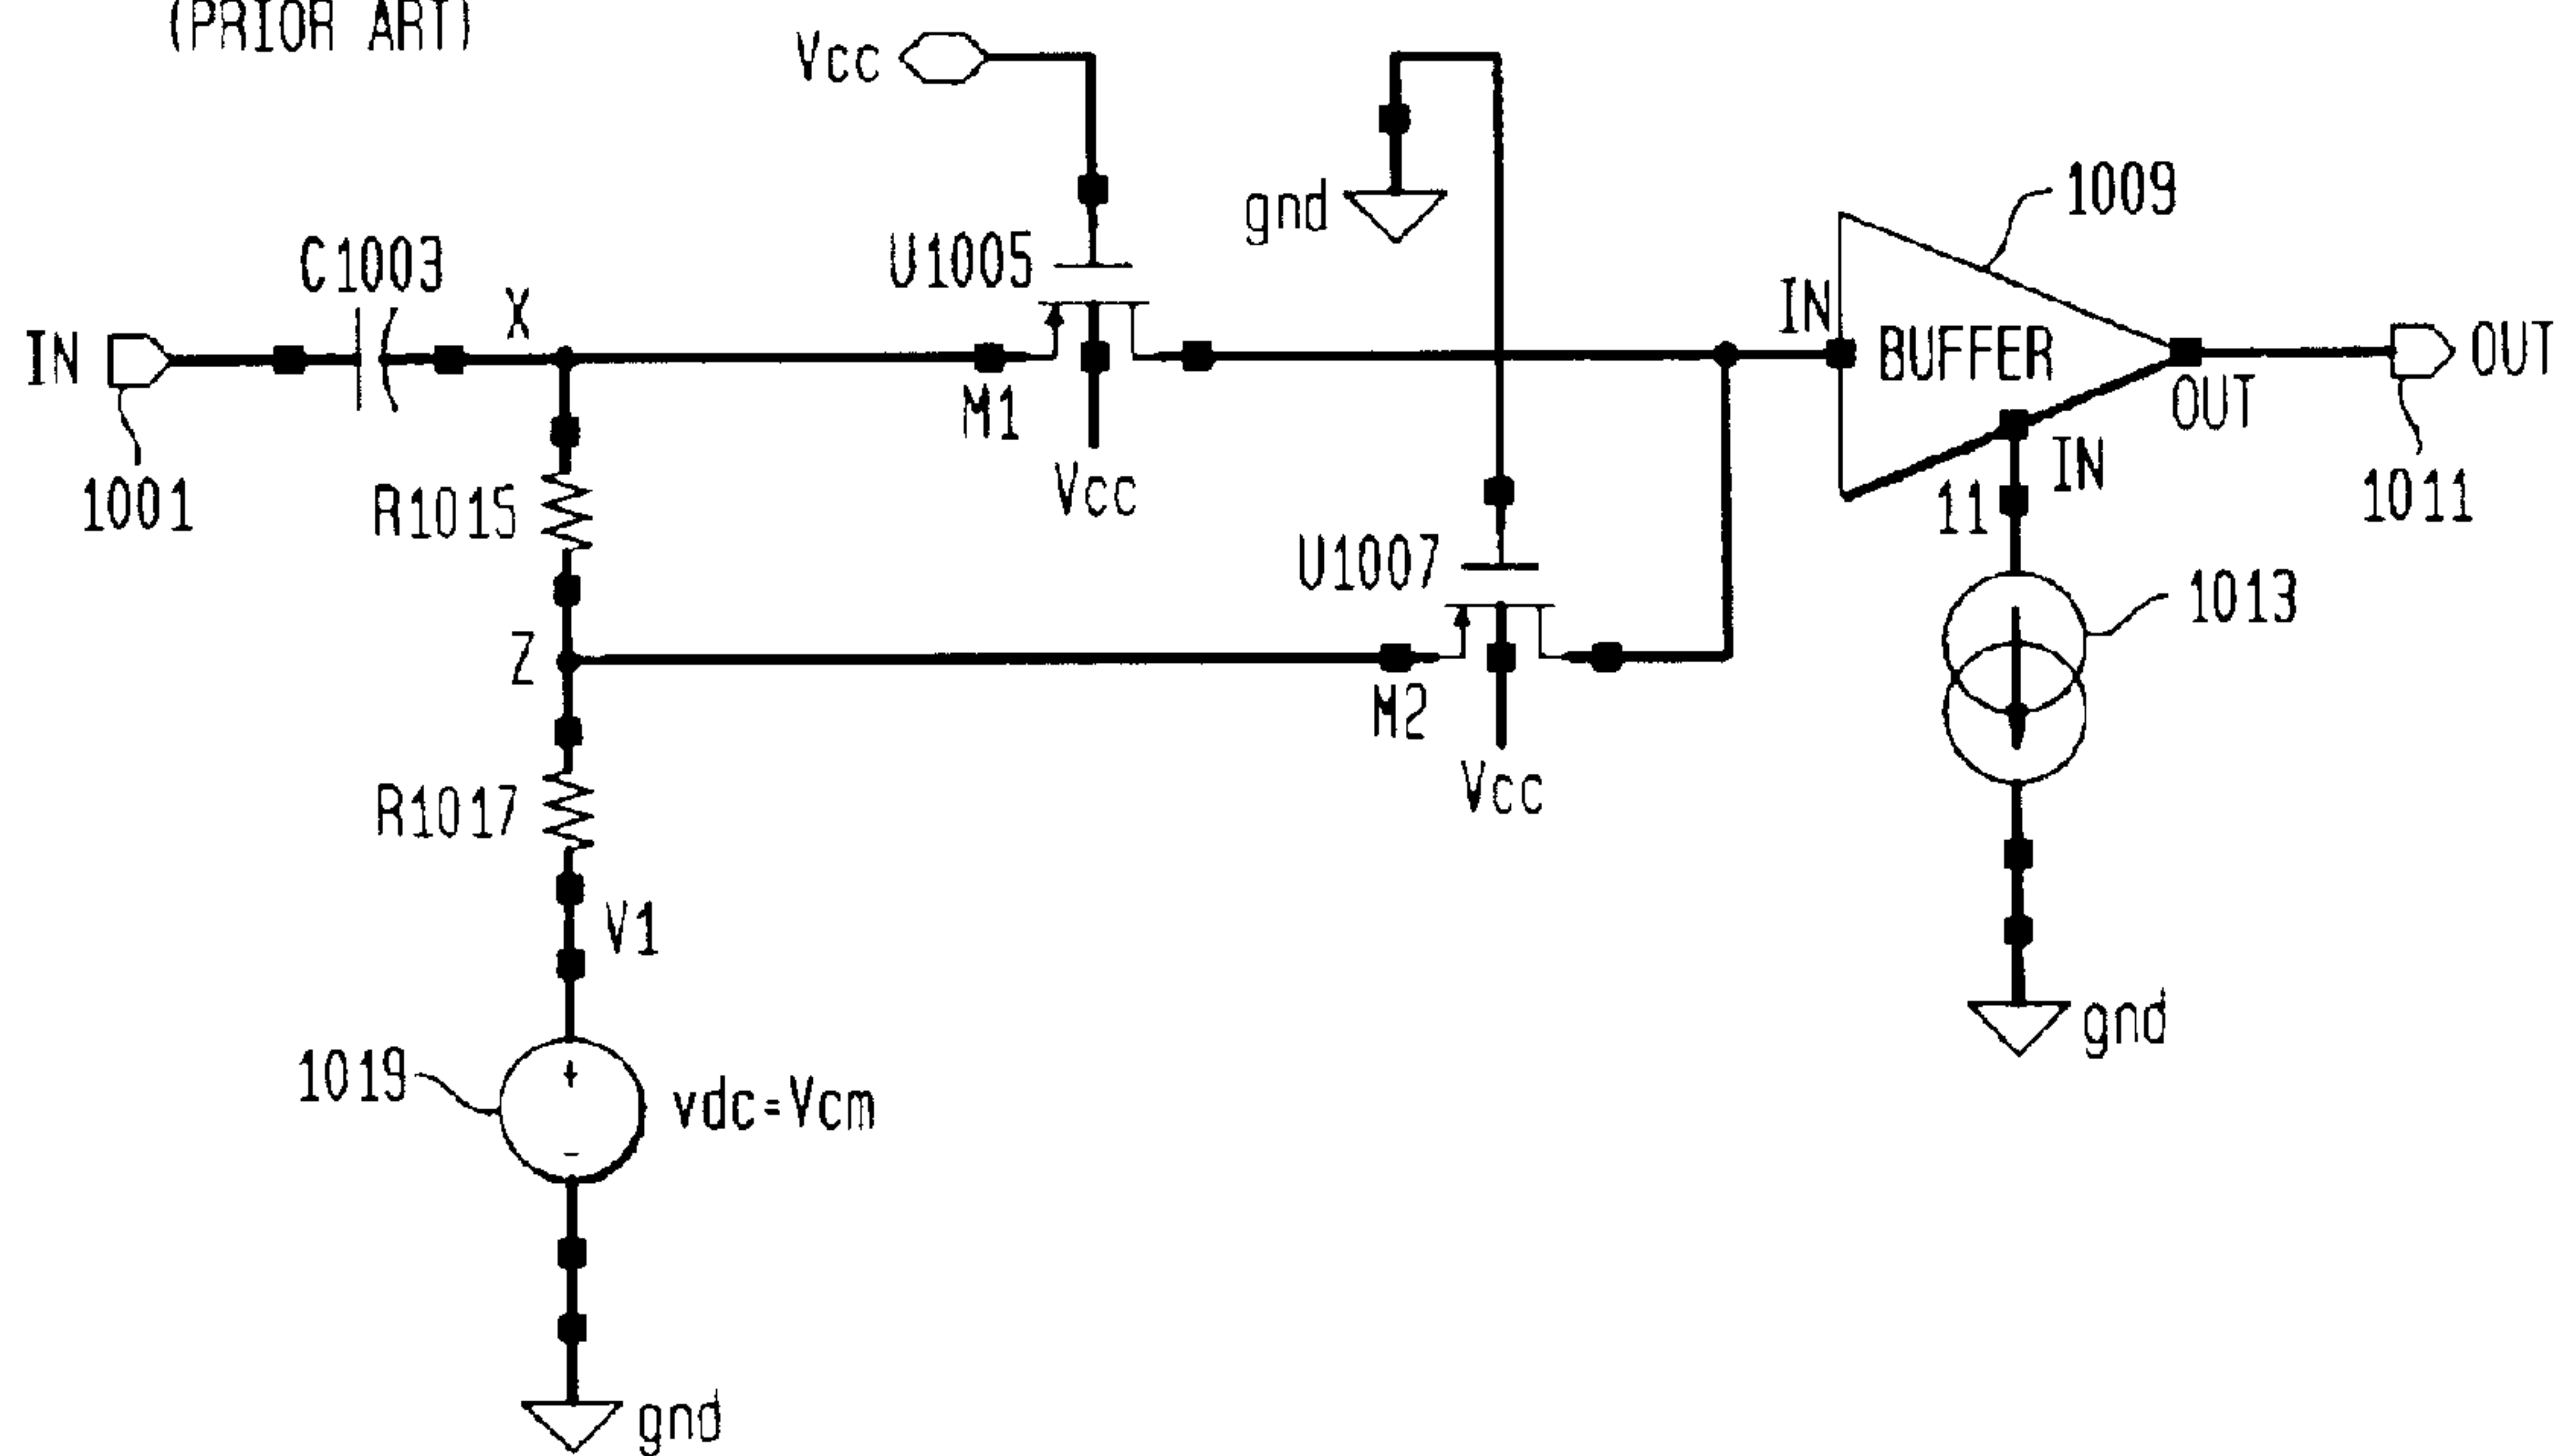 (PRIOR ART)
Vcc
gnd
1009
C1003
X
U1005
IN
IN
BUFFER
OUT
OUT
M1
Vcc
1001
R1015
IN
11
1011
U1007
1013
Z
M2
Vcc
R1017
V1
gnd
1019
+
-
vdc=Vcm
gnd